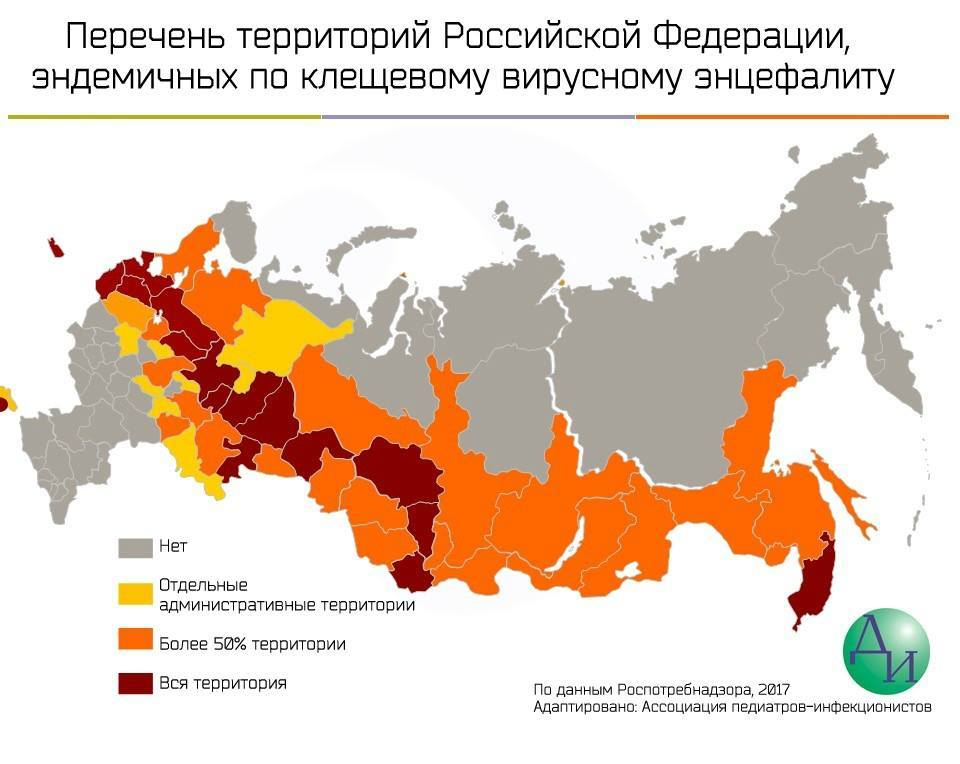 Перечень территорий Российской Федерации,
эндемичных по клещевому вирусному энцефалиту
Нет
Отдельные
административные территории
Более 50% территории
Вся территория
ДИ
По данным Роспотребнадзора, 2017
Адаптировано: Ассоциация педиатров-инфекционистов